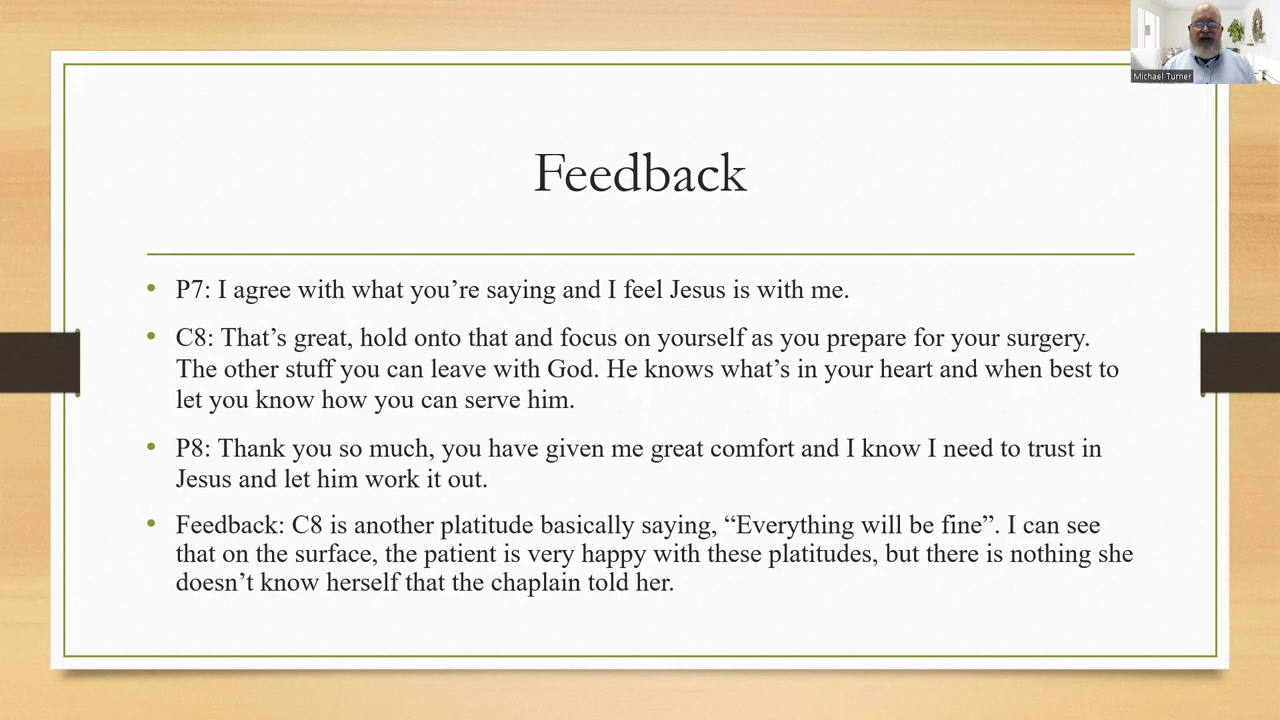 Michael Turner
Feedback
• P7: I agree with what you’re saying and I feel Jesus is with me.
• C8: That’s great, hold onto that and focus on yourself as you prepare for your surgery.
The other stuff you can leave with God. He knows what’s in your heart and when best to
let you know how you can serve him.
• P8: Thank you so much, you have given me great comfort and I know I need to trust in
Jesus and let him work it out.
• Feedback: C8 is another platitude basically saying, “Everything will be fine”. I can see
that on the surface, the patient is very happy with these platitudes, but there is nothing she
doesn’t know herself that the chaplain told her.